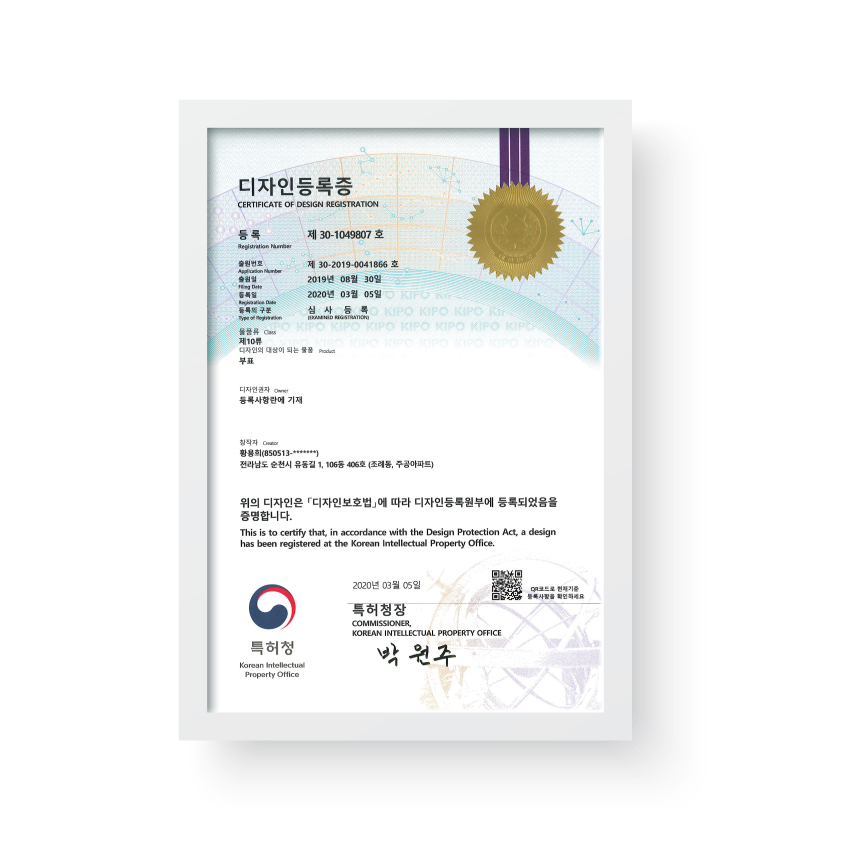 디자인등록증
CERTIFICATE OF DESIGN REGISTRATION
등 록 제 30-1049807 호
Registration Number
출원번호 제 30-2019-0041866 호
Application Number
출원일 2019년 08월 30일
Filing Date
등록일 2020년 03월 05일
Registration Date
등록의 구분 심 사 등 록
Type of Registration (EXAMINED REGISTRATION)
KIPO KIPO KIPO KIPO KIPO KIPO
물품류 Class
제10류
디자인의 대상이 되는 물품 Product
부표
디자인권자 Owner
등록사항란에 기재
창작자 Creator
황용희(850513-*******)
전라남도 순천시 유동길 1, 106동 406호 (조례동, 주공아파트)
위의 디자인은 「디자인보호법」에 따라 디자인등록원부에 등록되었음을
증명합니다.
This is to certify that, in accordance with the Design Protection Act, a design
has been registered at the Korean Intellectual Property Office.
2020년 03월 05일
QR코드로 현재기준
등록사항을 확인하세요
특허청장
COMMISSIONER,
KOREAN INTELLECTUAL PROPERTY OFFICE
박원주
특허청
Korean Intellectual
Property Office